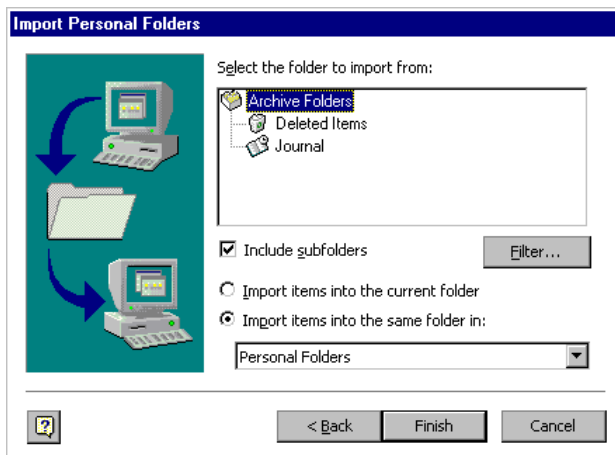 Import Personal Folders
Select the folder to import from:
Archive Folders
Deleted Items
Journal
Include subfolders
Filter...
Import items into the current folder
Import items into the same folder in:
Personal Folders
?
< Back
Finish
Cancel